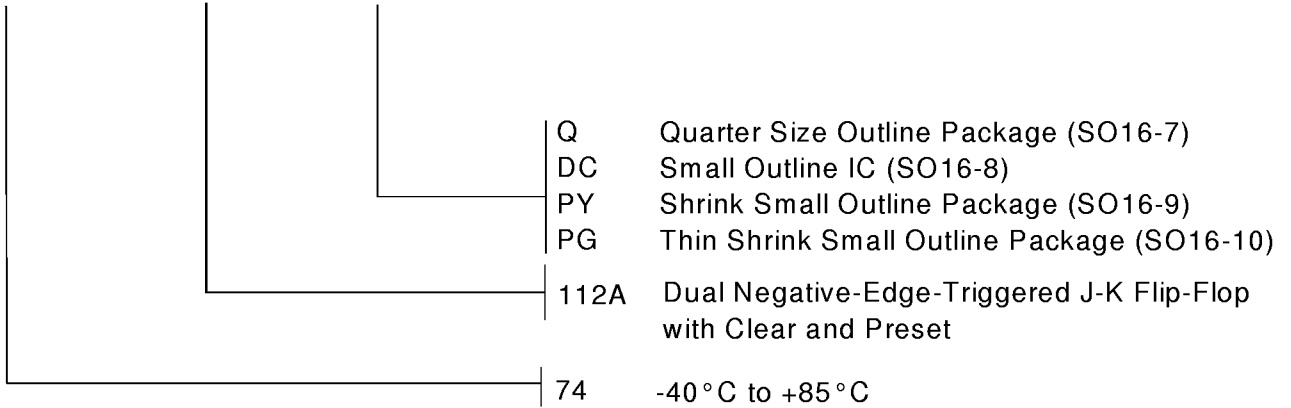 Q Quarter Size Outline Package (SO16-7)
DC Small Outline IC (SO16-8)
PY Shrink Small Outline Package (SO16-9)
PG Thin Shrink Small Outline Package (SO16-10)
112A Dual Negative-Edge-Triggered J-K Flip-Flop
with Clear and Preset
74 -40°C to +85°C